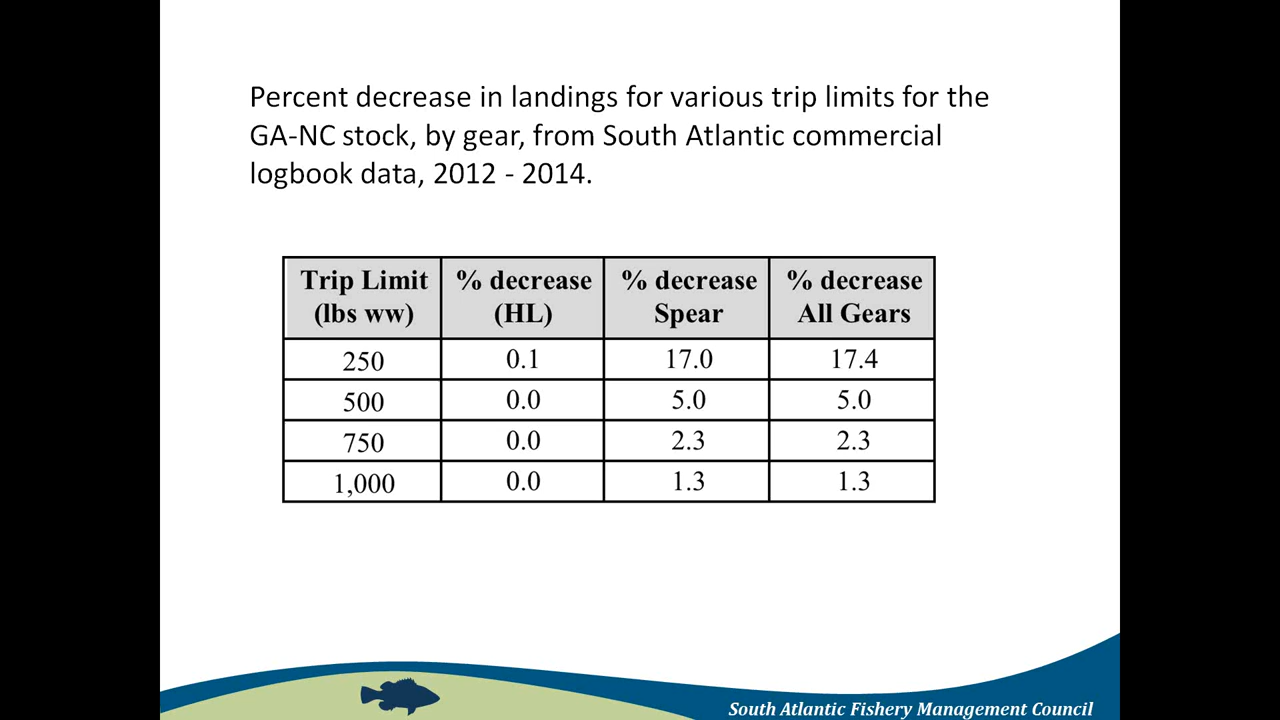 Percent decrease in landings for various trip limits for the
GA-NC stock, by gear, from South Atlantic commercial
logbook data, 2012 - 2014.
Trip Limit (lbs ww) % decrease (HL) % decrease Spear % decrease All Gears
250 0.1 17.0 17.4
500 0.0 5.0 5.0
750 0.0 2.3 2.3
1,000 0.0 1.3 1.3
South Atlantic Fishery Management Council